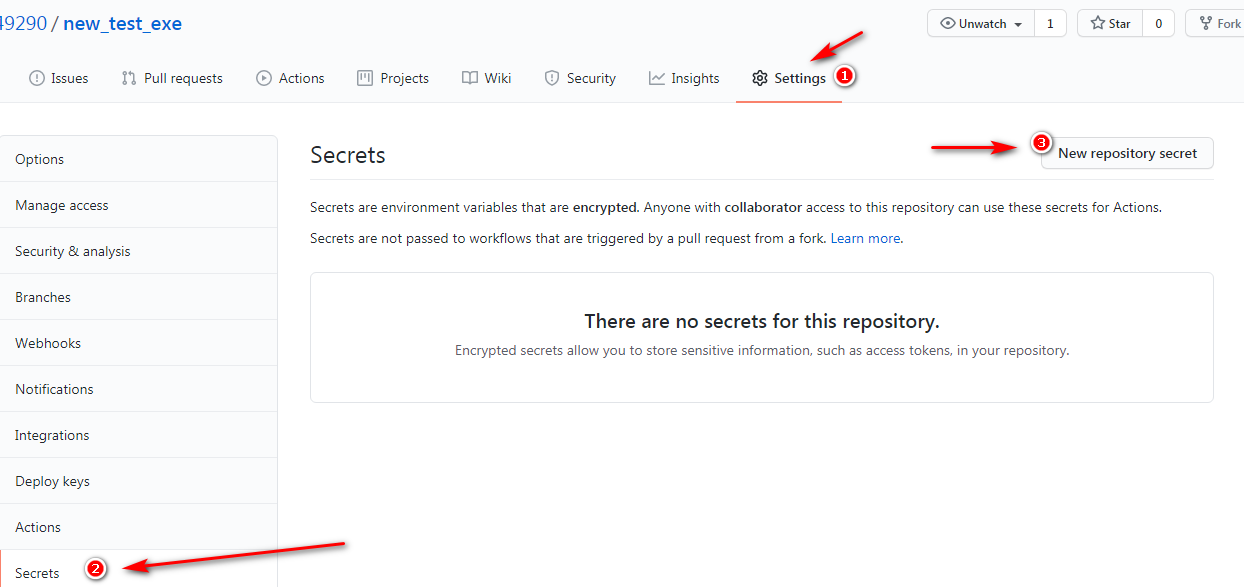 49290 / new_test_exe
Unwatch 1 Star 0 Fork
Issues Pull requests Actions Projects Wiki Security Insights Settings 1
Options
Manage access
Security & analysis
Branches
Webhooks
Notifications
Integrations
Deploy keys
Actions
Secrets 2
Secrets
3 New repository secret
Secrets are environment variables that are encrypted. Anyone with collaborator access to this repository can use these secrets for Actions.
Secrets are not passed to workflows that are triggered by a pull request from a fork. Learn more.
There are no secrets for this repository.
Encrypted secrets allow you to store sensitive information, such as access tokens, in your repository.